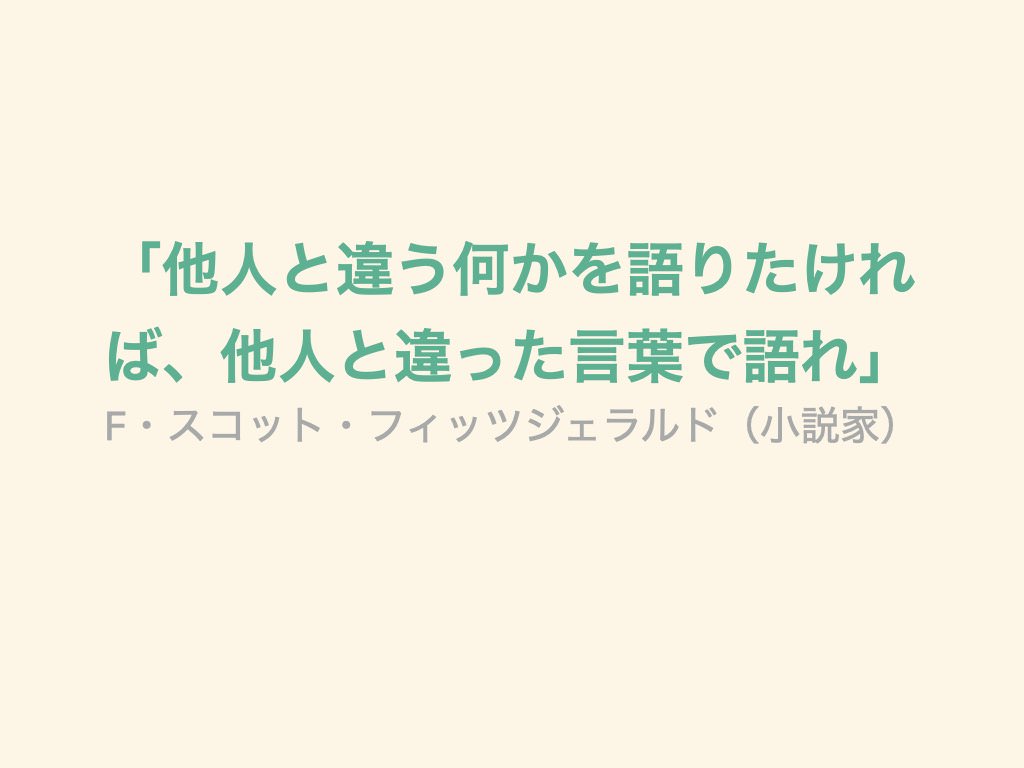 「他人と違う何かを語りたけれ
ば、他人と違った言葉で語れ」
F・スコット・フィッツジェラルド（小説家）